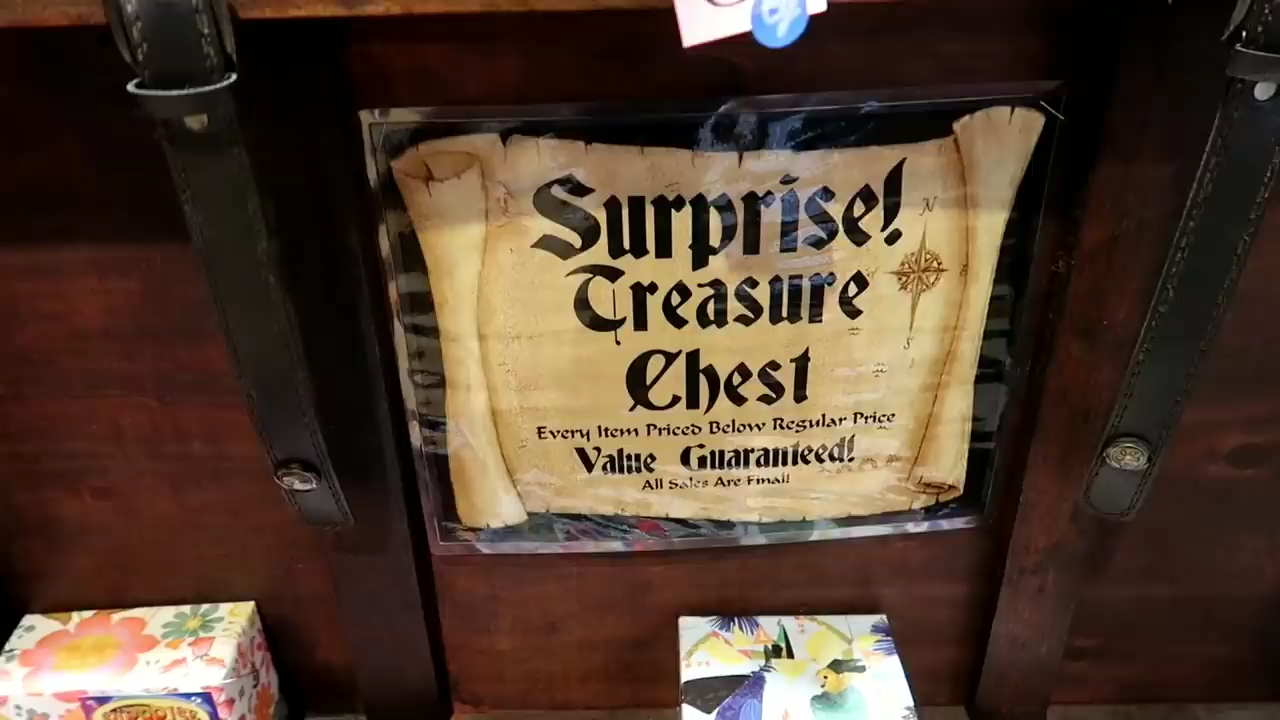 Surprise!
Treasure
Chest
Every Item Priced Below Regular Price
Value Guaranteed!
All Sales Are Final!
N
S